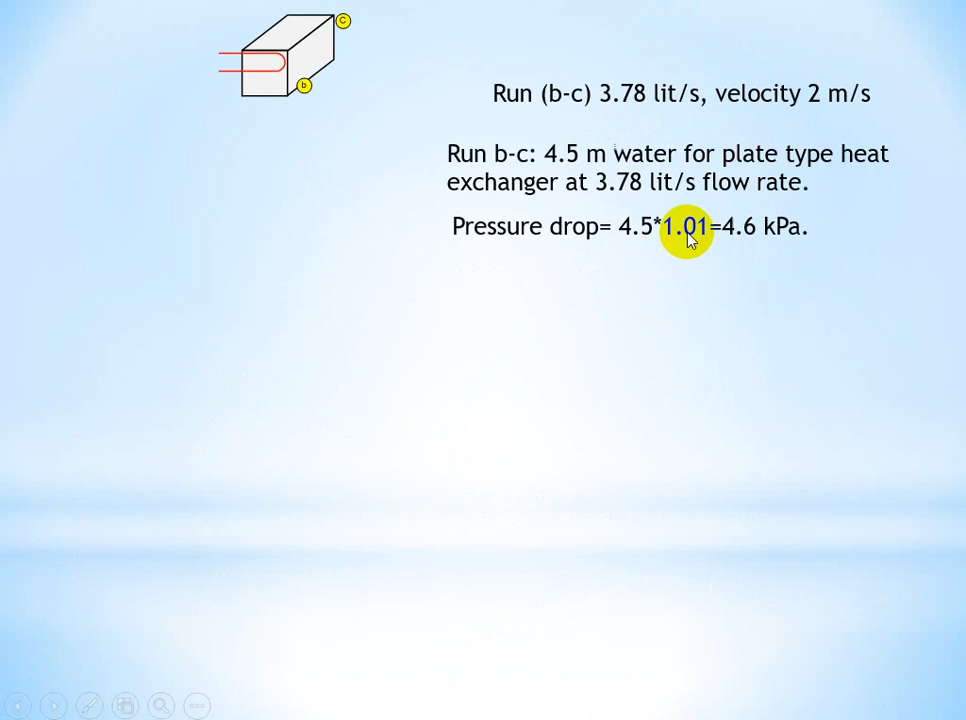 C
b
Run (b-c) 3.78 lit/s, velocity 2 m/s
Run b-c: 4.5 m water for plate type heat
exchanger at 3.78 lit/s flow rate.
Pressure drop= 4.5*1.01=4.6 kPa.